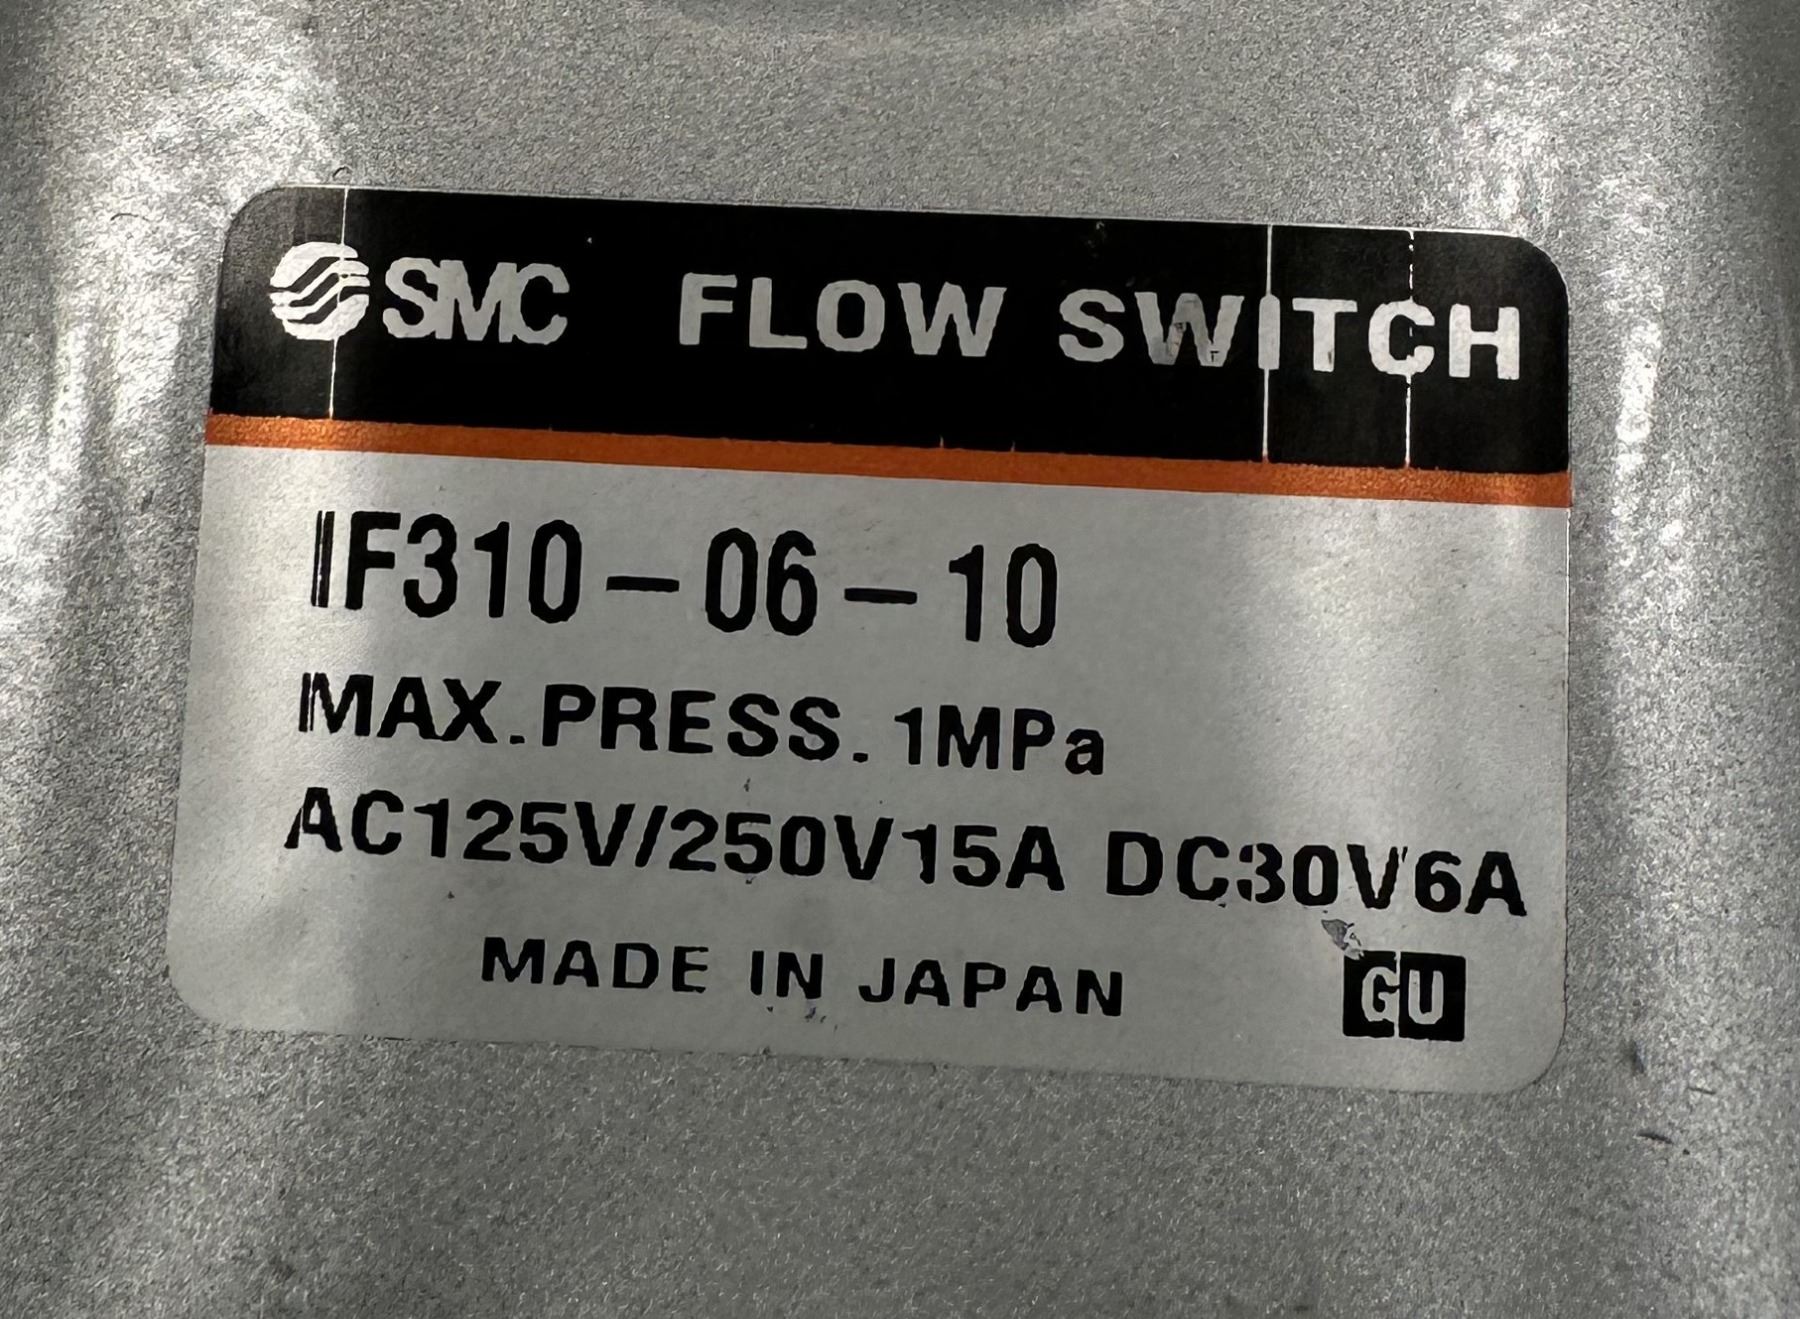 SMC FLOW SWITCH
IF310-06-10
MAX.PRESS.1MPa
AC125V/250V15A DC30V6A
MADE IN JAPAN
GU